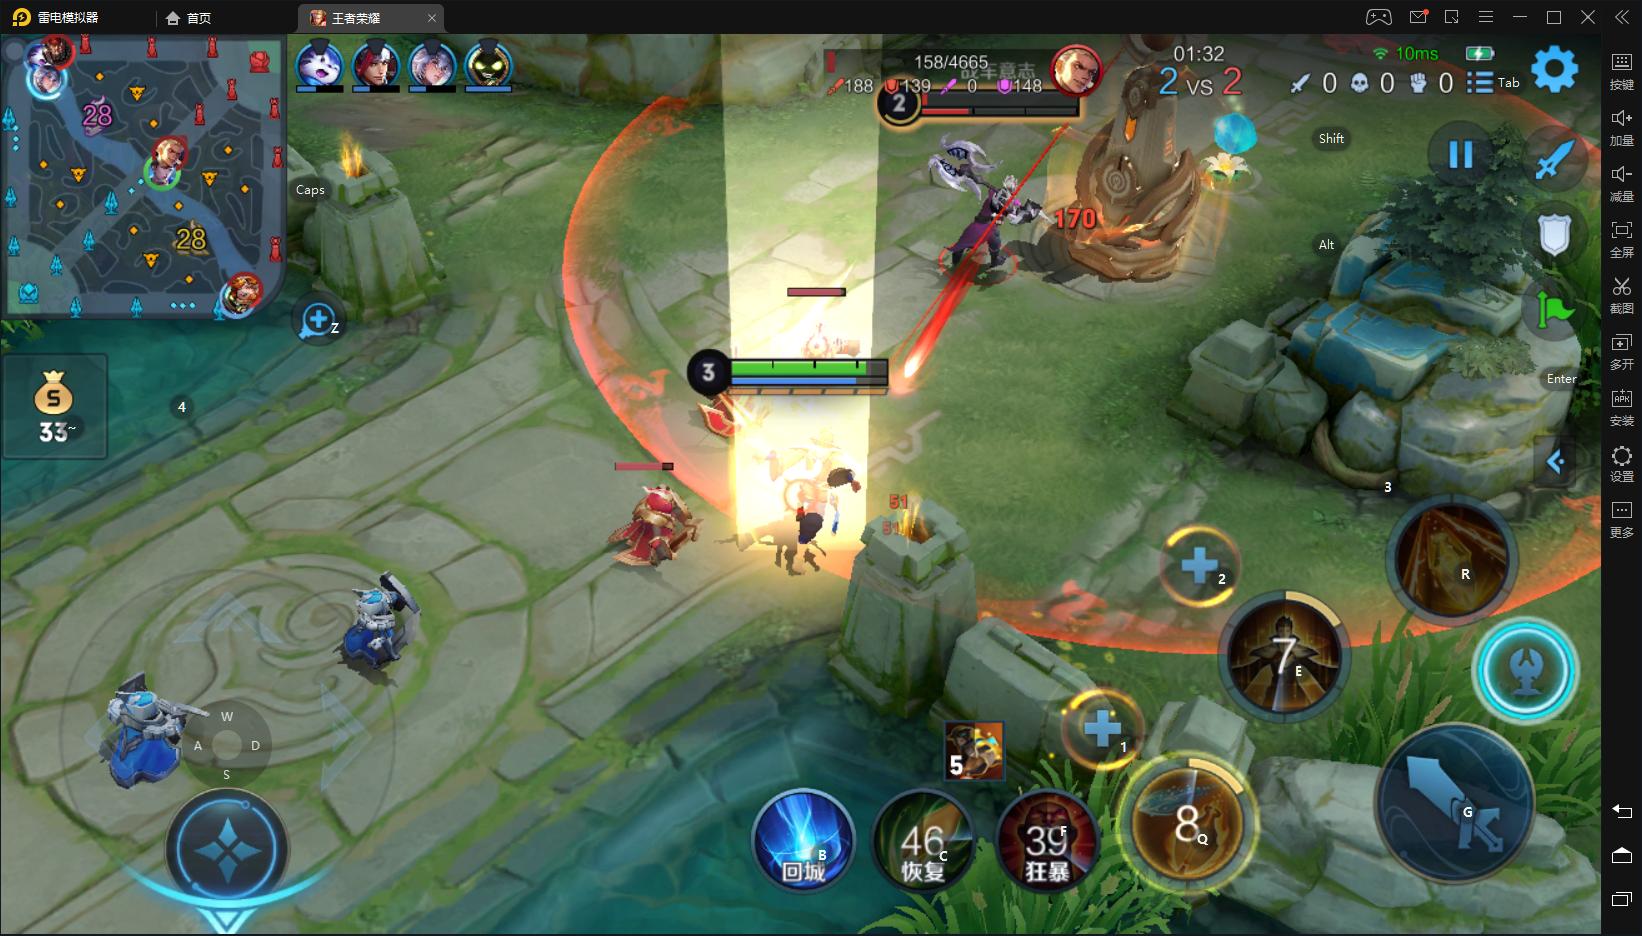 雷电模拟器
首页
王者荣耀
158/4665
188 139 0 148
2
01:32
2 VS 2
10ms
0 0 0
Tab
Shift
Caps
Alt
Enter
28
28
170
Z
3
S
33~
4
51
51
3
2
R
7
E
1
5
8
Q
G
W
A
D
S
B
回城
46
C
恢复
39
F
狂暴
按键
加量
减量
全屏
截图
多开
APK
安装
设置
更多